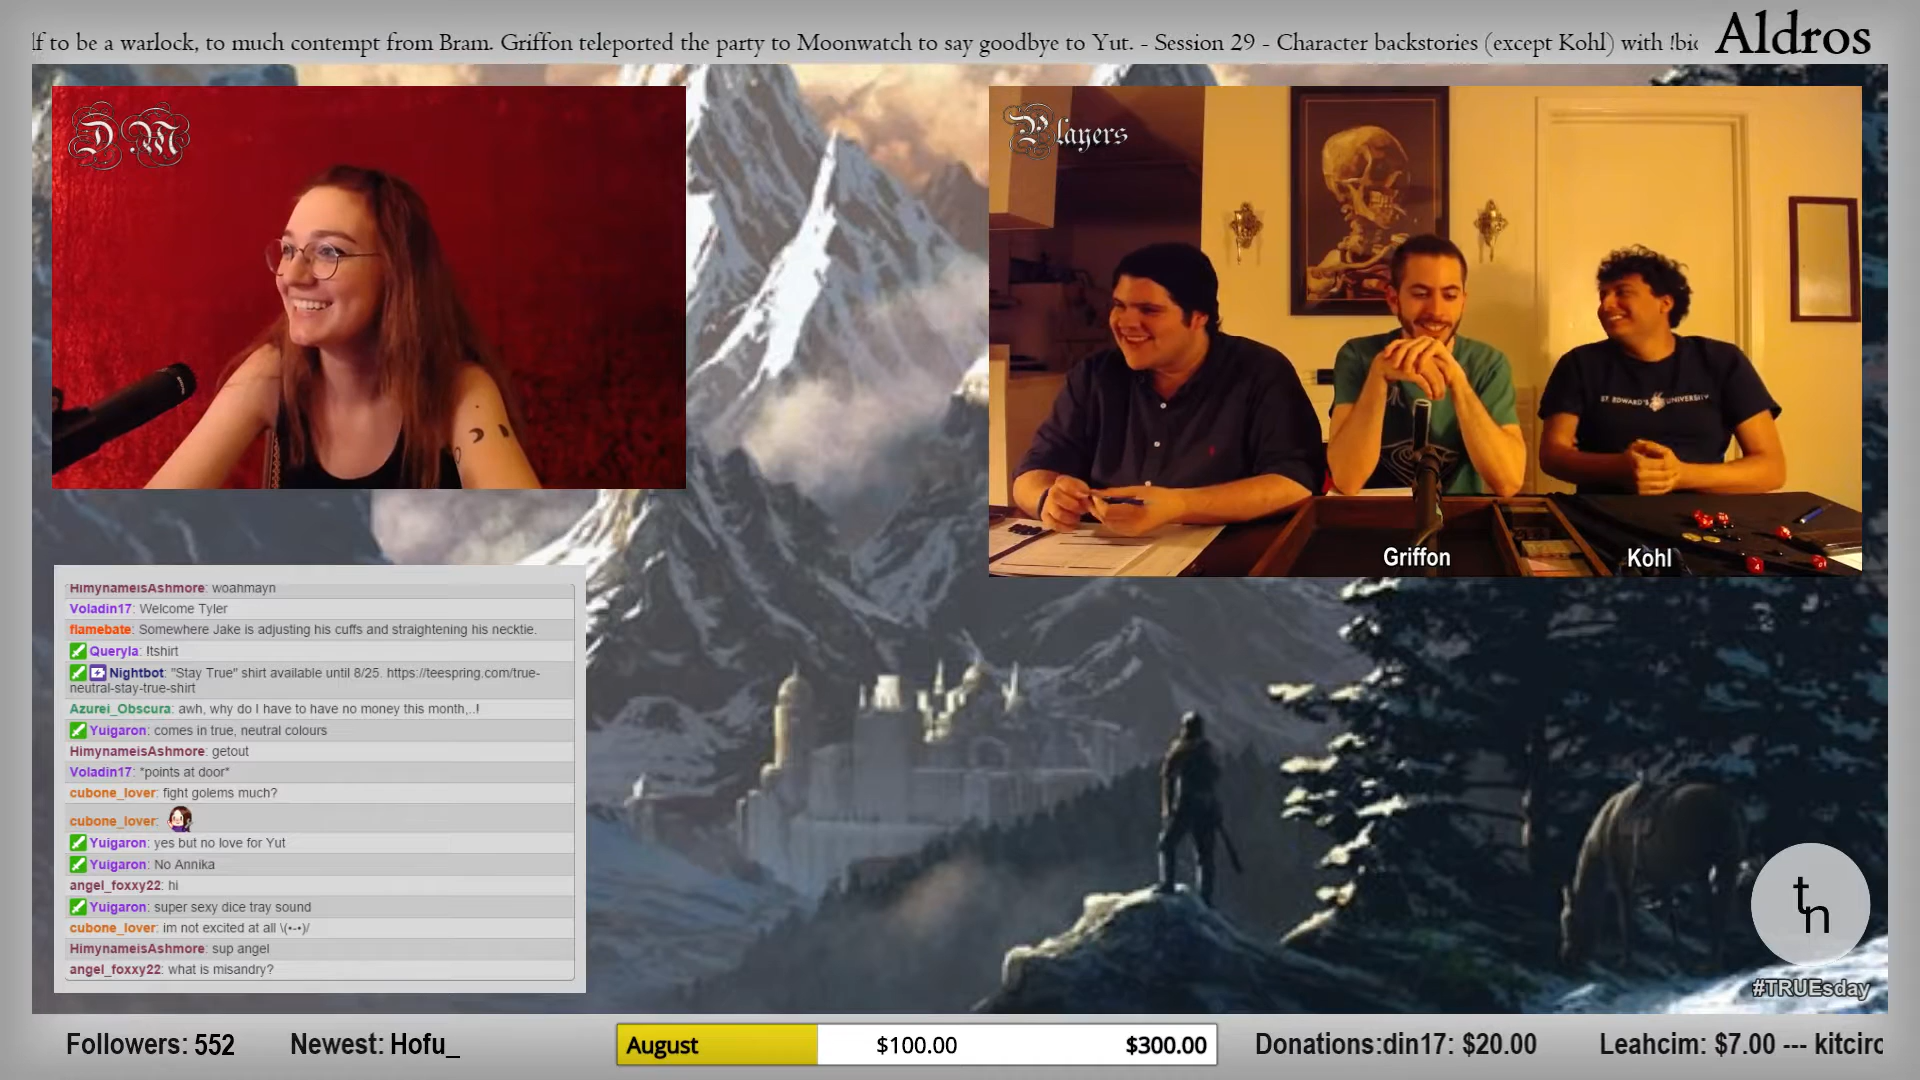 lf to be a warlock, to much contempt from Bram. Griffon teleported the party to Moonwatch to say goodbye to Yut. - Session 29 - Character backstories (except Kohl) with !bio
Aldros
DM
Players
ST. EDWARD'S UNIVERSITY
Griffon
Kohl
HimynameisAshmore: woahmayn
Voladin17: Welcome Tyler
flamebate: Somewhere Jake is adjusting his cuffs and straightening his necktie.
Queryla: !tshirt
Nightbot: "Stay True" shirt available until 8/25. https://teespring.com/true-
neutral-stay-true-shirt
Azurei_Obscura: awh, why do I have to have no money this month,..!
Yuigaron: comes in true, neutral colours
HimynameisAshmore: getout
Voladin17: *points at door*
cubone_lover: fight golems much?
cubone_lover:
Yuigaron: yes but no love for Yut
Yuigaron: No Annika
angel_foxxy22: hi
Yuigaron: super sexy dice tray sound
cubone_lover: im not excited at all \(•-•)/
HimynameisAshmore: sup angel
angel_foxxy22: what is misandry?
tn
#TRUEsday
Followers: 552
Newest: Hofu_
August $100.00 $300.00
Donations:din17: $20.00
Leahcim: $7.00 --- kitcirc